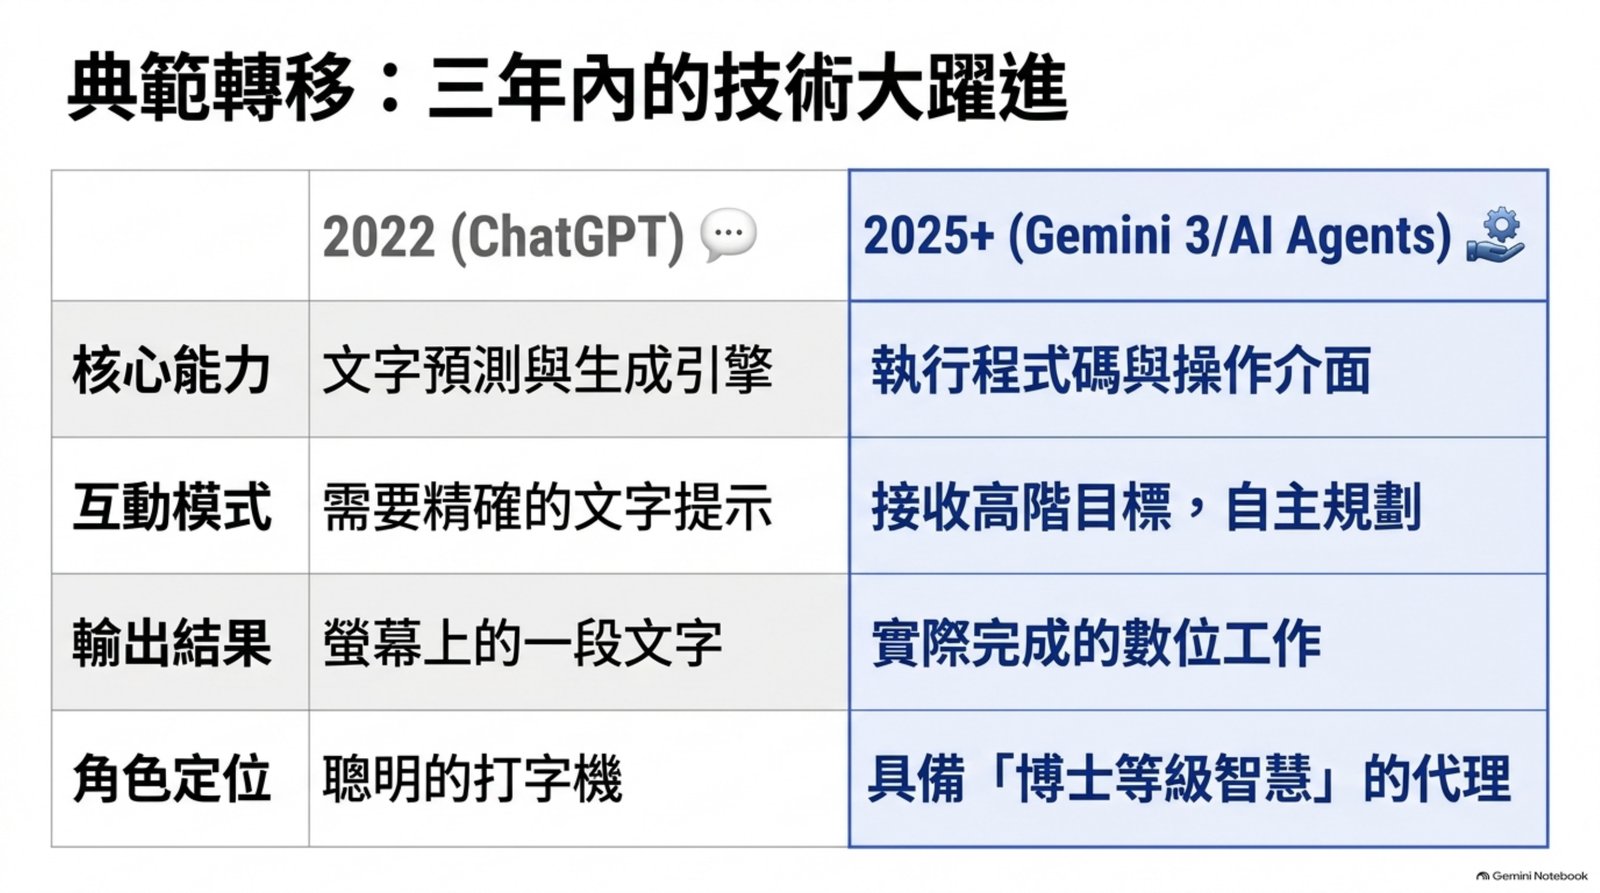 典範轉移：三年內的技術大躍進
2022 (ChatGPT)
2025+ (Gemini 3/AI Agents)
核心能力
文字預測與生成引擎
執行程式碼與操作介面
互動模式
需要精確的文字提示
接收高階目標，自主規劃
輸出結果
螢幕上的一段文字
實際完成的數位工作
角色定位
聰明的打字機
具備「博士等級智慧」的代理
Gemini Notebook